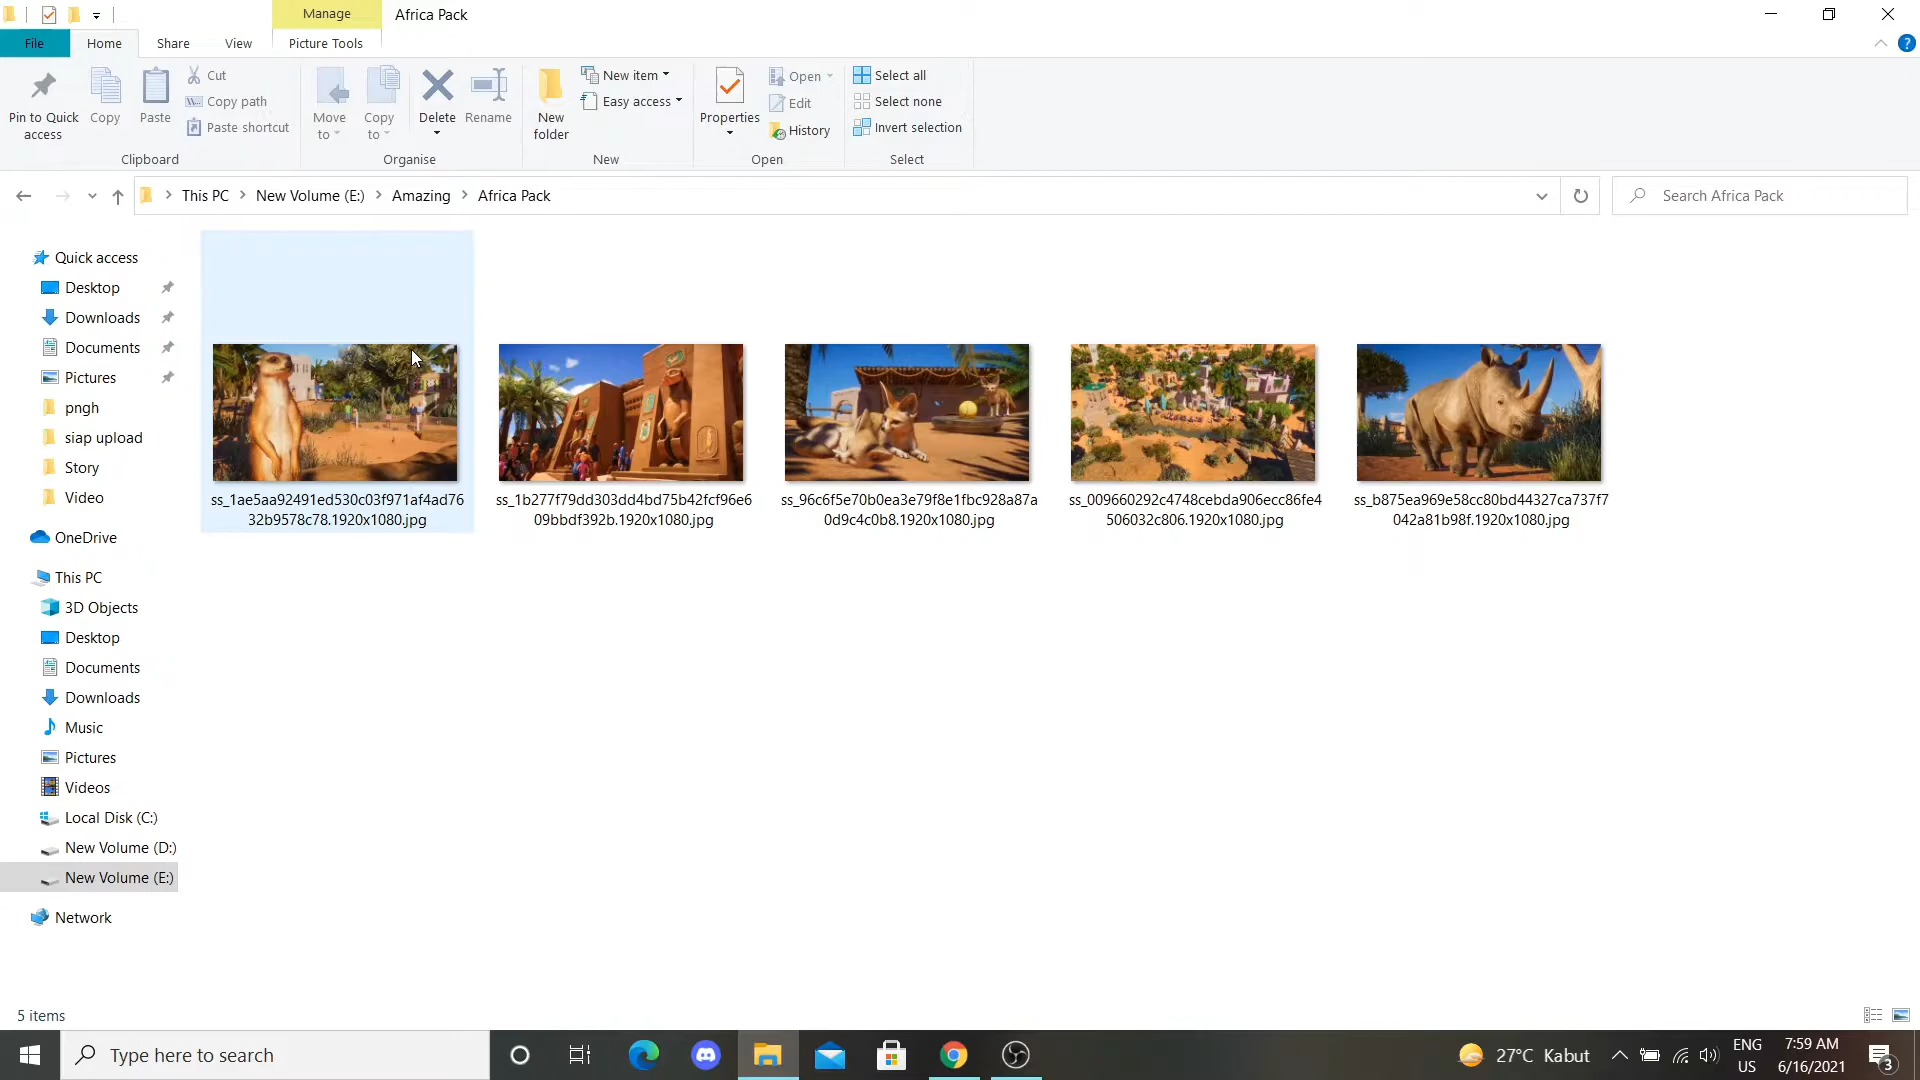 Manage
Africa Pack
File
Home
Share
View
Picture Tools
Pin to Quick access
Copy
Paste
Cut
Copy path
Paste shortcut
Clipboard
Move to
Copy to
Delete
Rename
Organise
New folder
New item
Easy access
New
Properties
Open
Edit
History
Open
Select all
Select none
Invert selection
Select
This PC
New Volume (E:)
Amazing
Africa Pack
Search Africa Pack
Quick access
Desktop
Downloads
Documents
Pictures
pngh
siap upload
Story
Video
OneDrive
This PC
3D Objects
Desktop
Documents
Downloads
Music
Pictures
Videos
Local Disk (C:)
New Volume (D:)
New Volume (E:)
Network
ss_1ae5aa92491ed530c03f971af4ad76
32b9578c78.1920x1080.jpg
ss_1b277f79dd303dd4bd75b42fcf96e6
09bbdf392b.1920x1080.jpg
ss_96c6f5e70b0ea3e79f8e1fbc928a87a
0d9c4c0b8.1920x1080.jpg
ss_009660292c4748cebda906ecc86fe4
506032c806.1920x1080.jpg
ss_b875ea969e58cc80bd44327ca737f7
042a81b98f.1920x1080.jpg
5 items
Type here to search
27°C Kabut
ENG
US
7:59 AM
6/16/2021
3